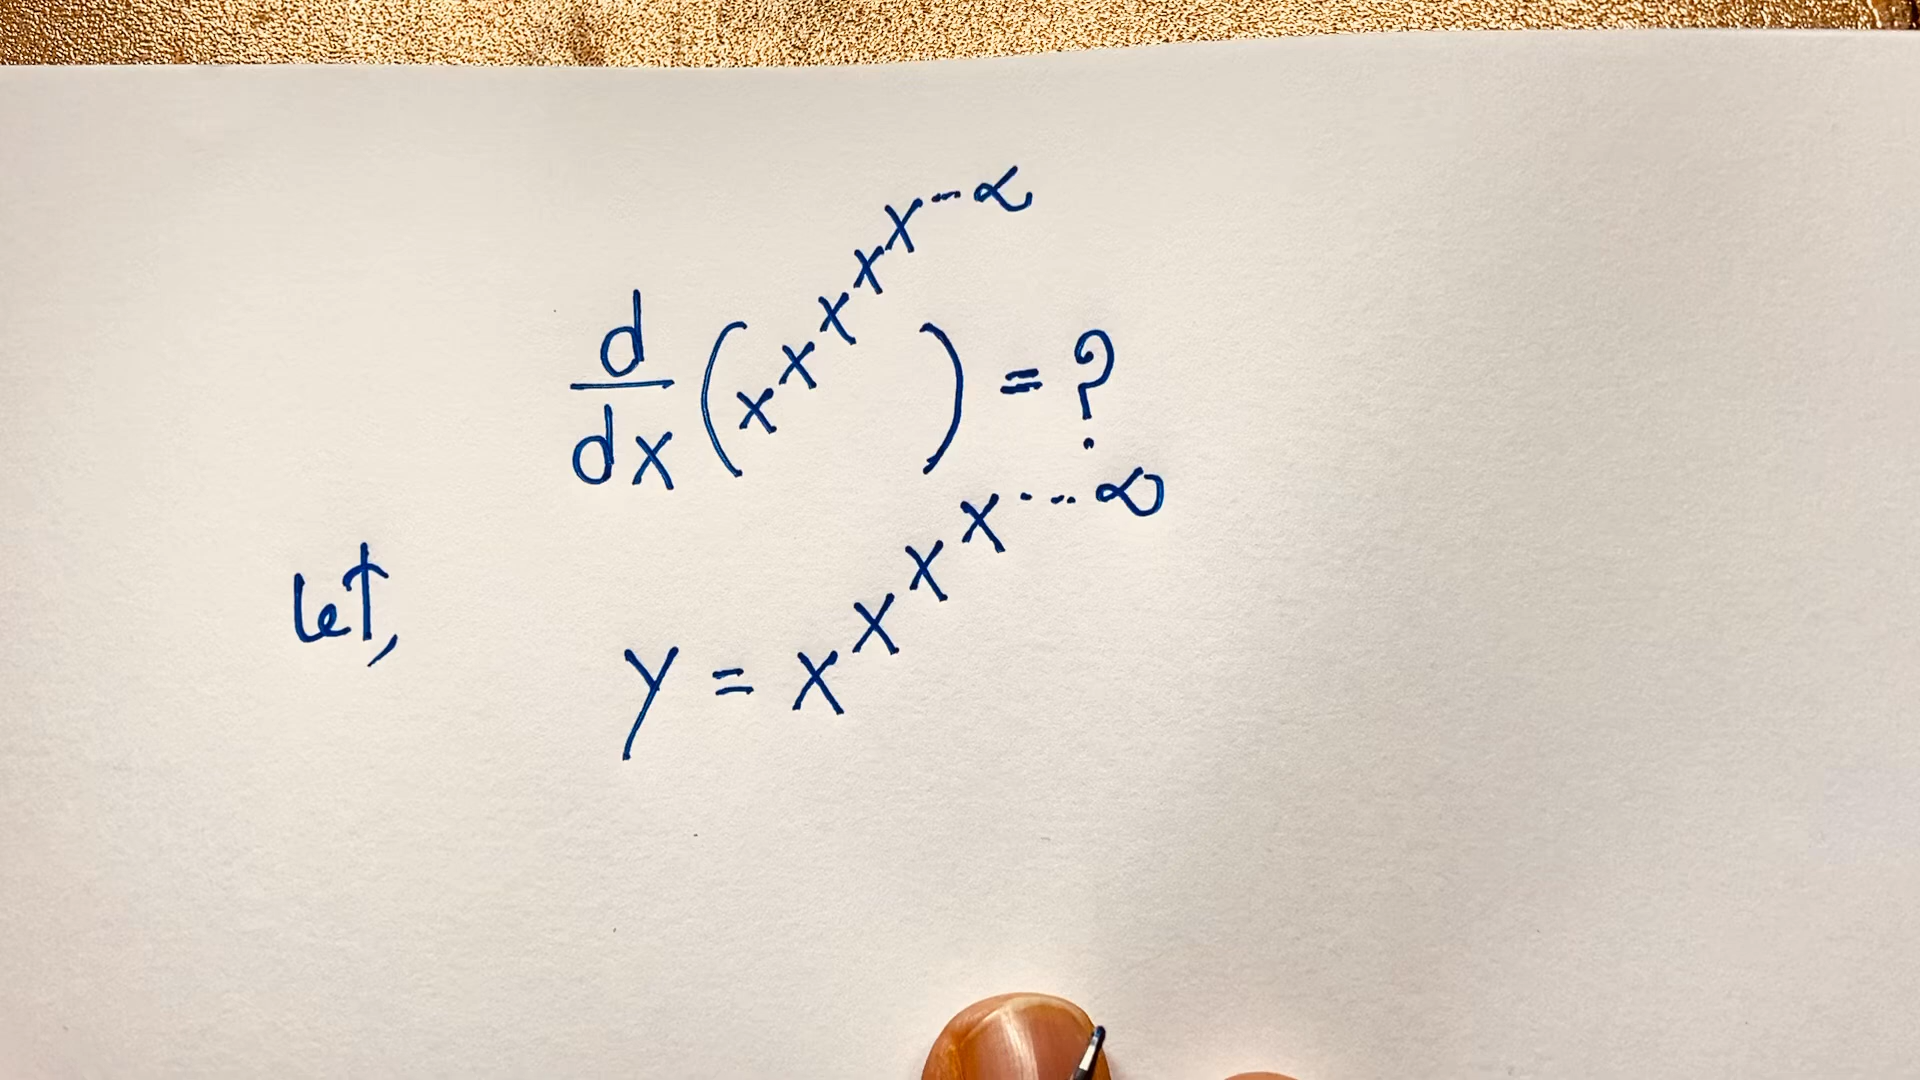 d/dx (x^x^x^x^x^--∝) = ?
Let,
y = x^x^x^x^x^....∞